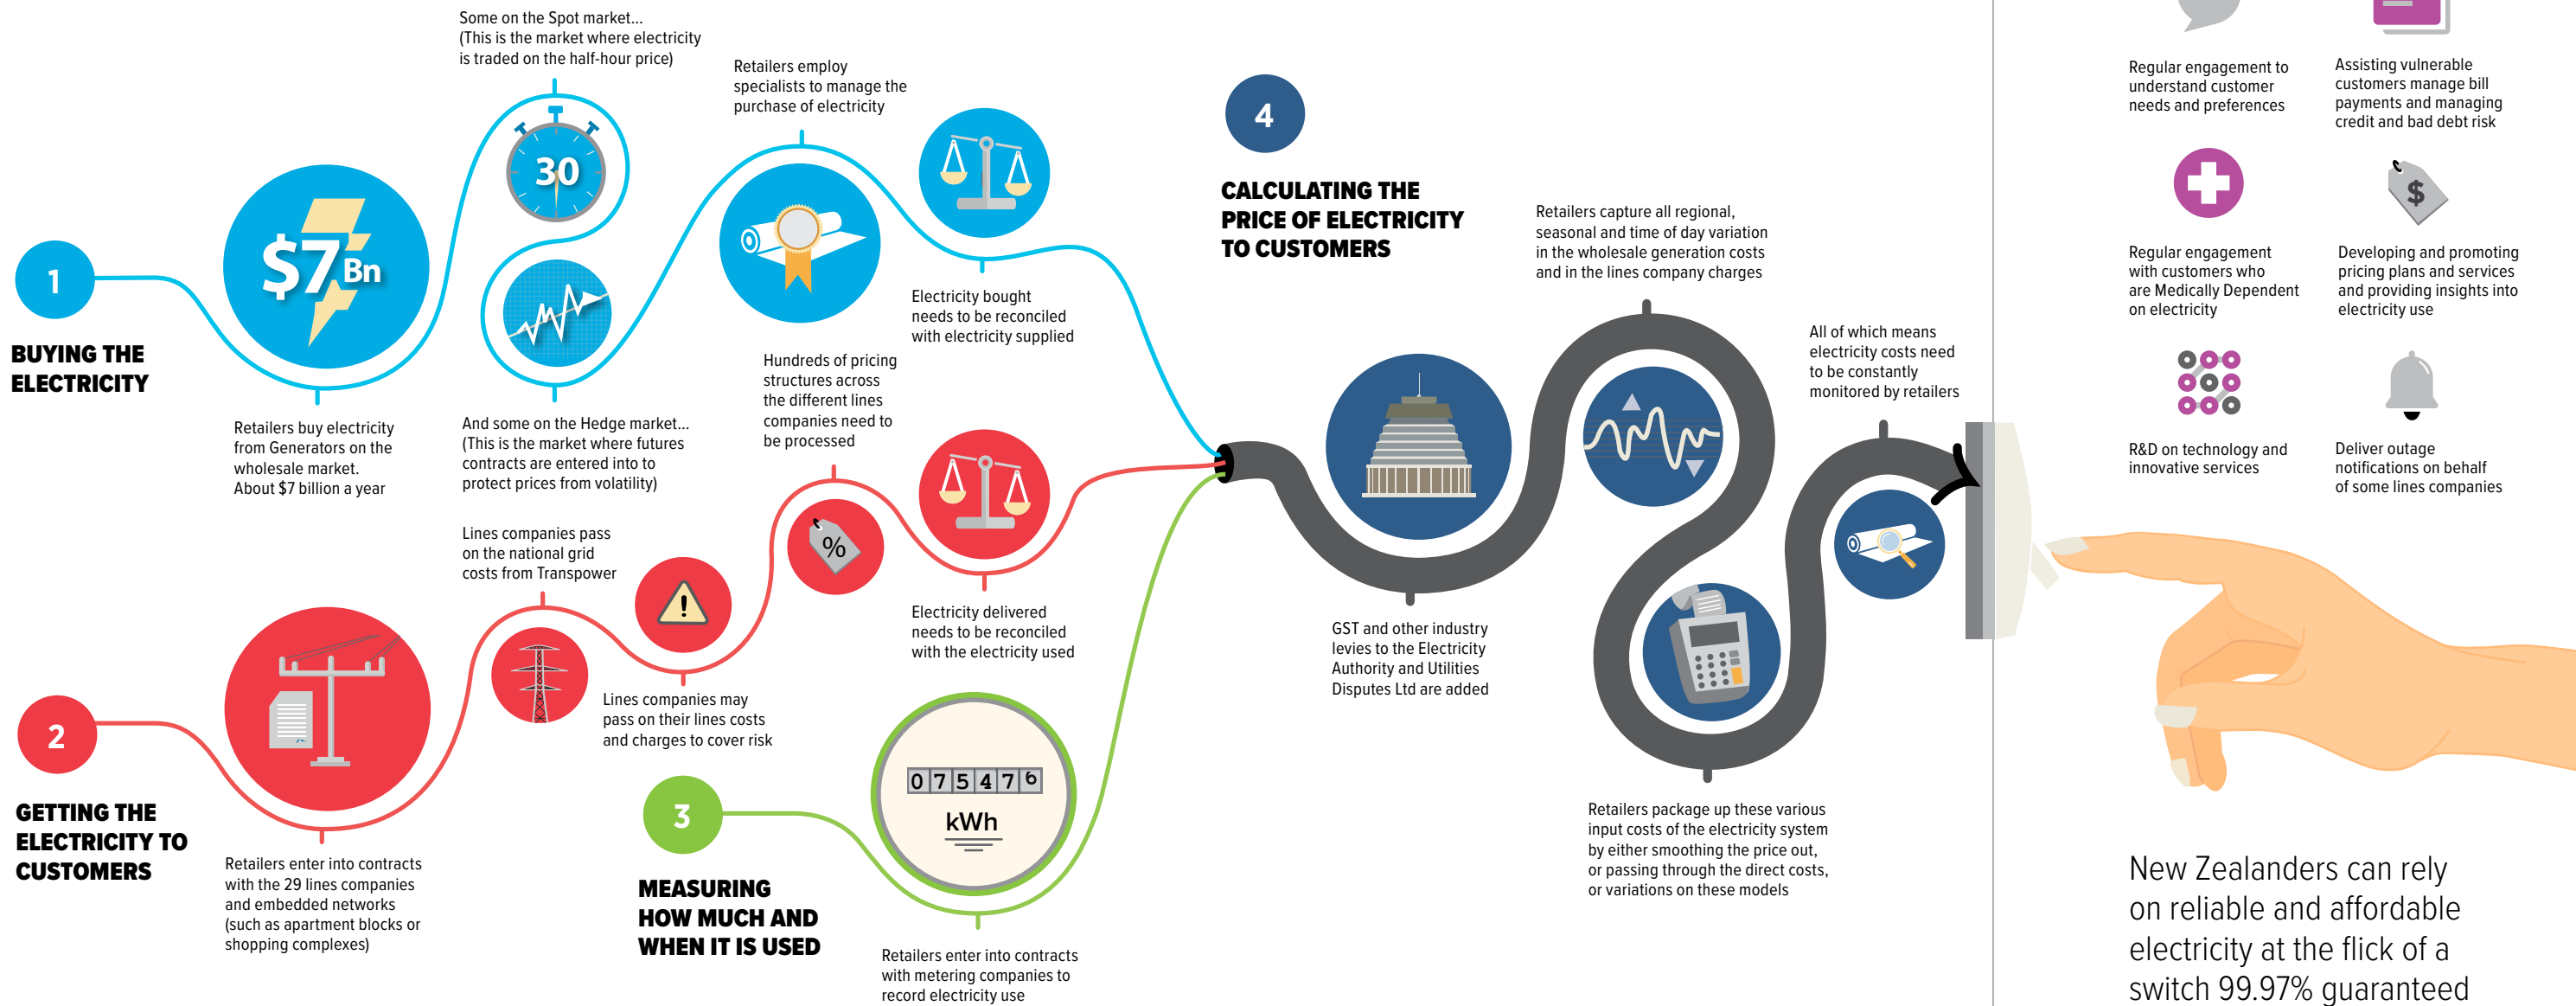 1
BUYING THE
ELECTRICITY
$7Bn
Retailers buy electricity
from Generators on the
wholesale market.
About $7 billion a year
Some on the Spot market...
(This is the market where electricity
is traded on the half-hour price)
30
And some on the Hedge market...
(This is the market where futures
contracts are entered into to
protect prices from volatility)
Retailers employ
specialists to manage the
purchase of electricity
Electricity bought
needs to be reconciled
with electricity supplied
2
GETTING THE
ELECTRICITY TO
CUSTOMERS
Retailers enter into contracts
with the 29 lines companies
and embedded networks
(such as apartment blocks or
shopping complexes)
Lines companies pass
on the national grid
costs from Transpower
!
Lines companies may
pass on their lines costs
and charges to cover risk
Hundreds of pricing
structures across
the different lines
companies need to
be processed
%
Electricity delivered
needs to be reconciled
with the electricity used
3
MEASURING
HOW MUCH AND
WHEN IT IS USED
075476
kWh
Retailers enter into contracts
with metering companies to
record electricity use
4
CALCULATING THE
PRICE OF ELECTRICITY
TO CUSTOMERS
GST and other industry
levies to the Electricity
Authority and Utilities
Disputes Ltd are added
Retailers capture all regional,
seasonal and time of day variation
in the wholesale generation costs
and in the lines company charges
Retailers package up these various
input costs of the electricity system
by either smoothing the price out,
or passing through the direct costs,
or variations on these models
All of which means
electricity costs need
to be constantly
monitored by retailers
Regular engagement to
understand customer
needs and preferences
Assisting vulnerable
customers manage bill
payments and managing
credit and bad debt risk
$
Regular engagement
with customers who
are Medically Dependent
on electricity
Developing and promoting
pricing plans and services
and providing insights into
electricity use
R&D on technology and
innovative services
Deliver outage
notifications on behalf
of some lines companies
New Zealanders can rely
on reliable and affordable
electricity at the flick of a
switch 99.97% guaranteed